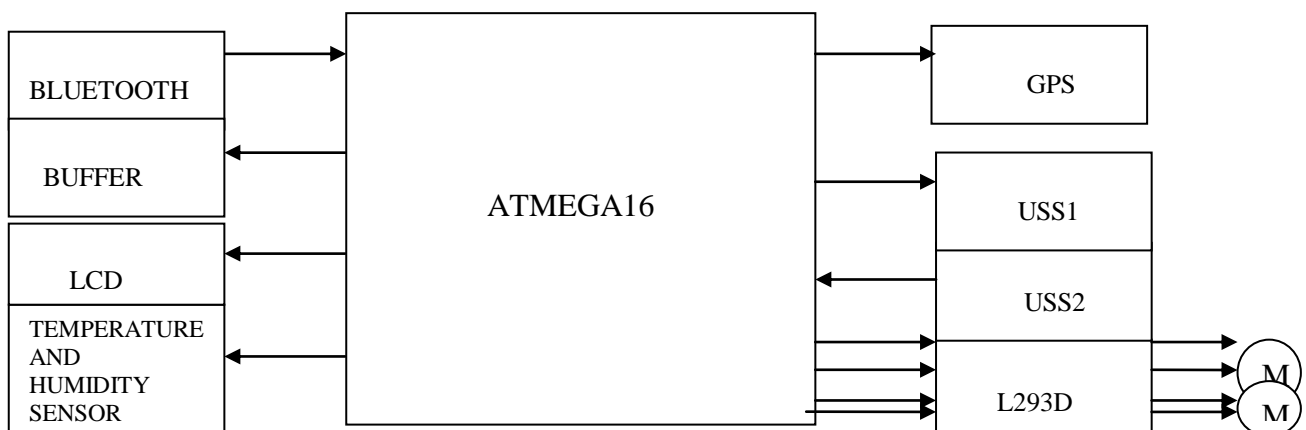 BLUETOOTH
BUFFER
LCD
TEMPERATURE
AND
HUMIDITY
SENSOR
ATMEGA16
GPS
USS1
USS2
L293D
M
M